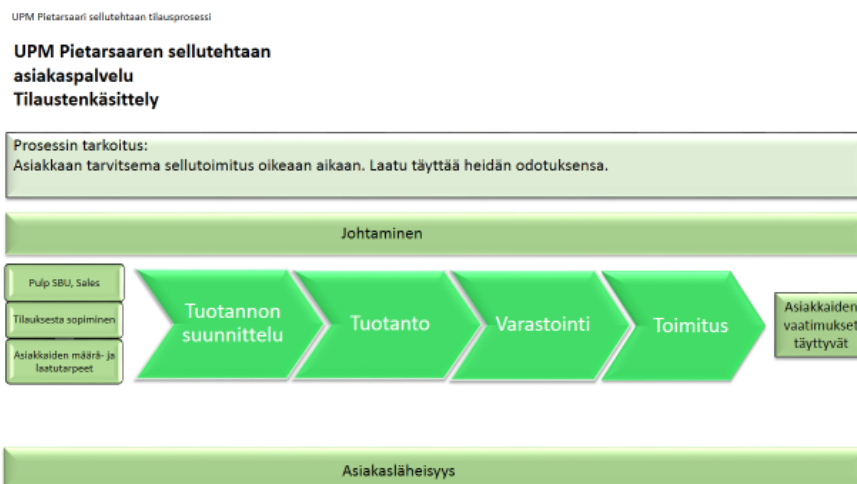 UPM Pietarsaari sellutehtaan tilausprosessi
UPM Pietarsaaren sellutehtaan
asiakaspalvelu
Tilaustenkäsittely
Prosessin tarkoitus:
Asiakkaan tarvitsema sellutoimitus oikeaan aikaan. Laatu täyttää heidän odotuksensa.
Johtaminen
Pulp SBU, Sales
Tilauksesta sopiminen
Asiakkaiden määrä- ja
laatutarpeet
Tuotannon
suunnittelu
Tuotanto
Varastointi
Toimitus
Asiakkaiden
vaatimukset
täyttyvät
Asiakasläheisyys